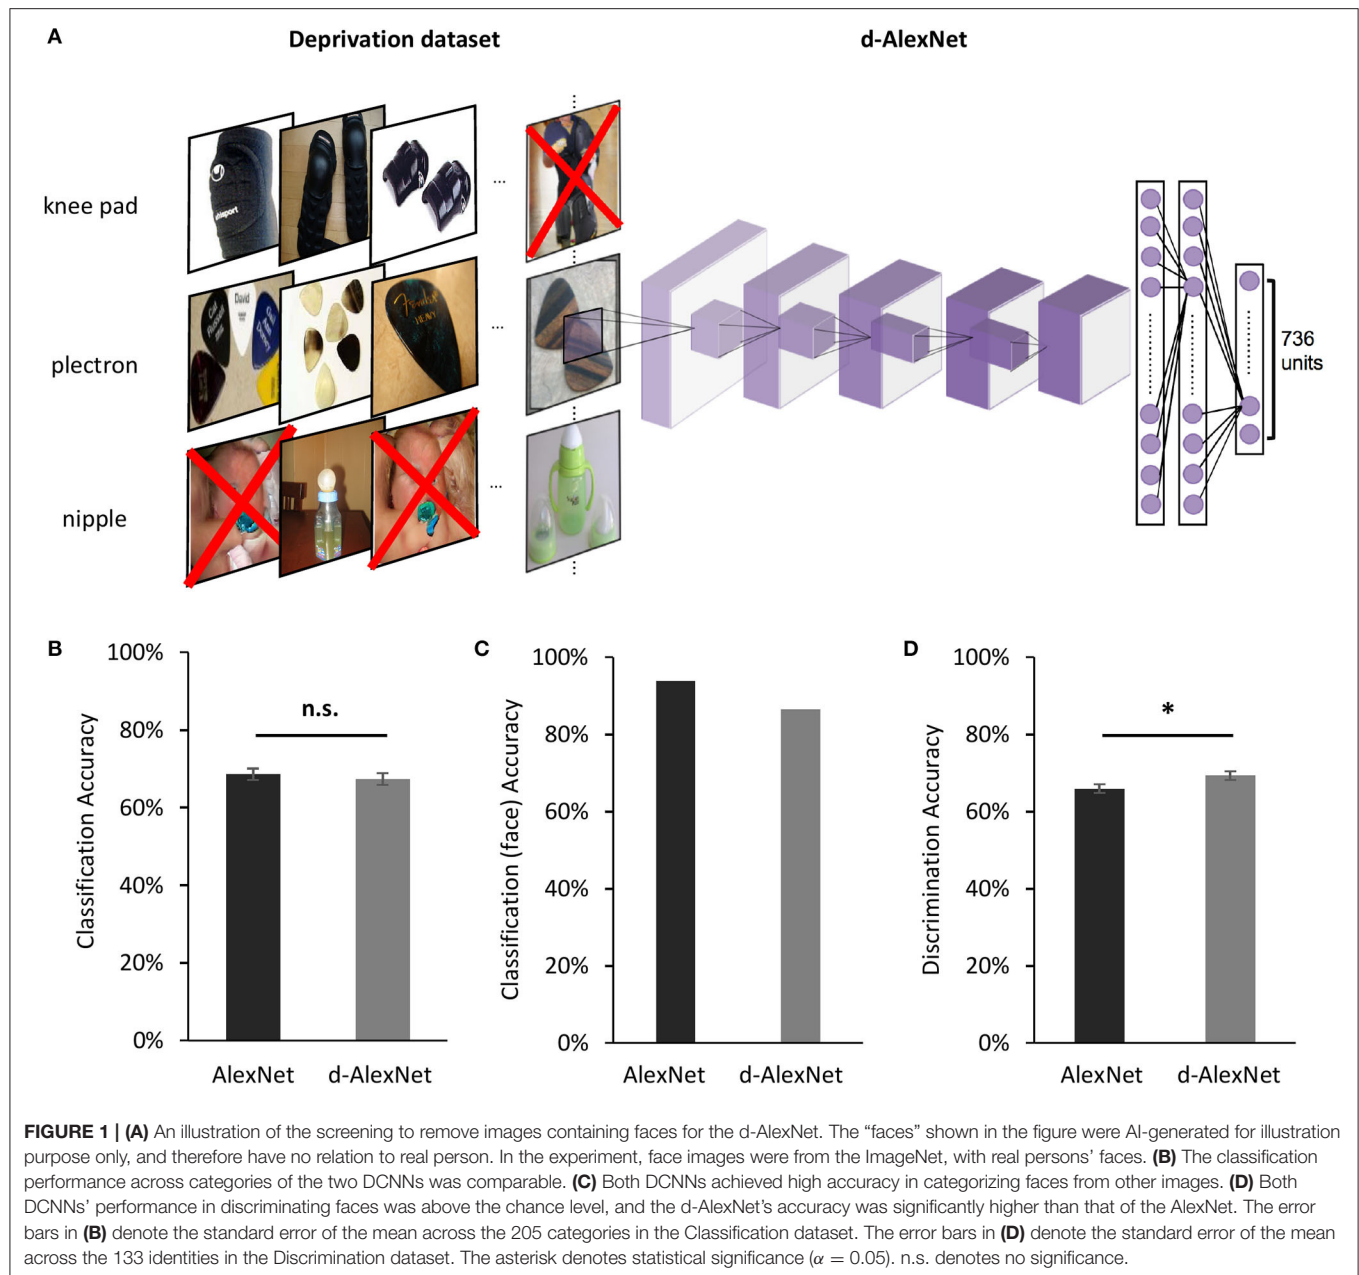 A
Deprivation dataset
d-AlexNet
knee pad
...
plectron
...
nipple
...
uhlsport
David
HEAVY
736
units
B
100%
80%
60%
40%
20%
0%
Classification Accuracy
n.s.
AlexNet
d-AlexNet
C
100%
80%
60%
40%
20%
0%
Classification (face) Accuracy
AlexNet
d-AlexNet
D
100%
80%
60%
40%
20%
0%
Discrimination Accuracy
*
AlexNet
d-AlexNet
FIGURE 1 | (A) An illustration of the screening to remove images containing faces for the d-AlexNet. The “faces” shown in the figure were AI-generated for illustration
purpose only, and therefore have no relation to real person. In the experiment, face images were from the ImageNet, with real persons’ faces. (B) The classification
performance across categories of the two DCNNs was comparable. (C) Both DCNNs achieved high accuracy in categorizing faces from other images. (D) Both
DCNNs’ performance in discriminating faces was above the chance level, and the d-AlexNet’s accuracy was significantly higher than that of the AlexNet. The error
bars in (B) denote the standard error of the mean across the 205 categories in the Classification dataset. The error bars in (D) denote the standard error of the mean
across the 133 identities in the Discrimination dataset. The asterisk denotes statistical significance (α = 0.05). n.s. denotes no significance.